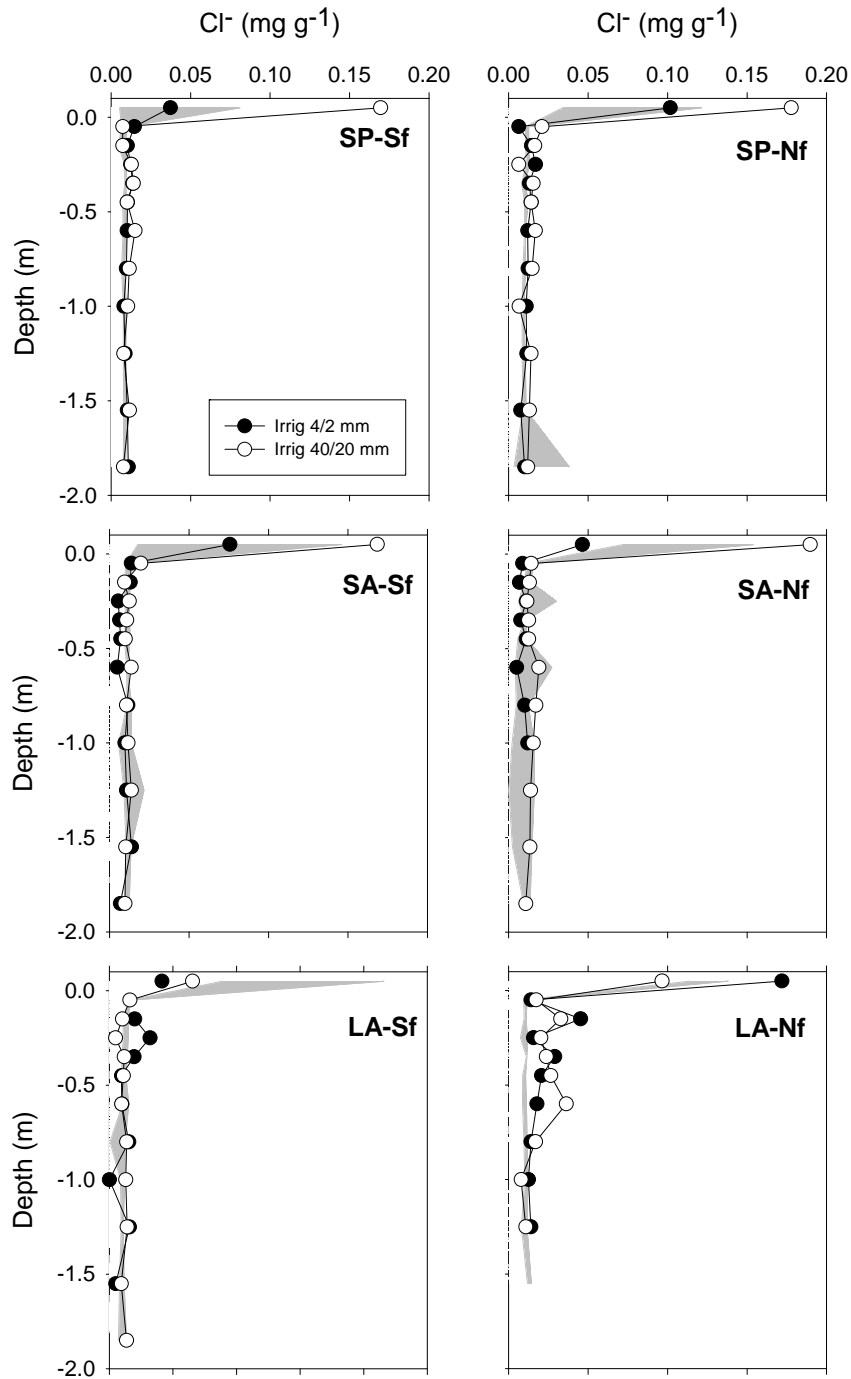 Cl- (mg g-1) Cl- (mg g-1)
0.00 0.05 0.10 0.15 0.20 0.00 0.05 0.10 0.15 0.20
0.0
SP-Sf SP-Nf
-0.5
Depth (m)
-1.0
-1.5
Irrig 4/2 mm
Irrig 40/20 mm
-2.0
0.0
SA-Sf SA-Nf
-0.5
Depth (m)
-1.0
-1.5
-2.0
0.0
LA-Sf LA-Nf
-0.5
Depth (m)
-1.0
-1.5
-2.0